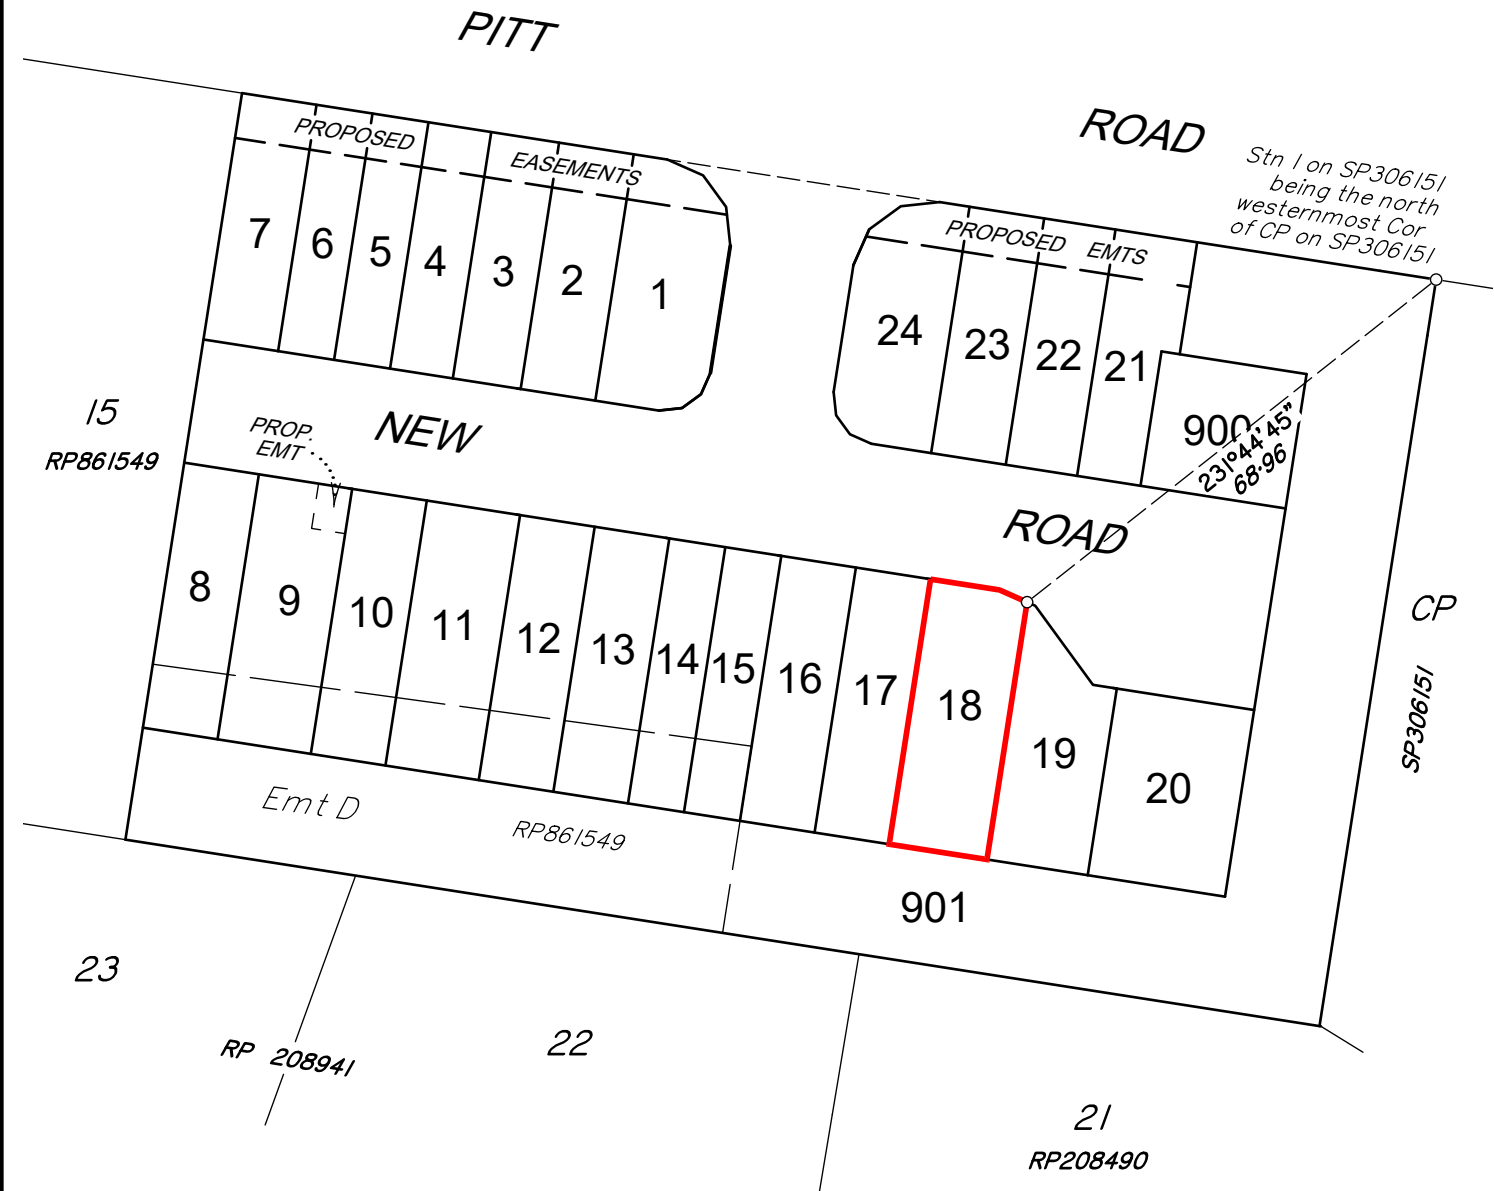 PITT
ROAD
Stn 1 on SP306151
being the north
westernmost Cor
of CP on SP306151
PROPOSED
EASEMENTS
PROPOSED EMTS
7
6
5
4
3
2
1
24
23
22
21
900
231°44'45"
68·96
15
RP861549
PROP.
EMT
NEW
ROAD
8
9
10
11
12
13
14
15
16
17
18
19
20
CP
SP306151
Emt D
RP861549
901
23
RP 208941
22
21
RP208490